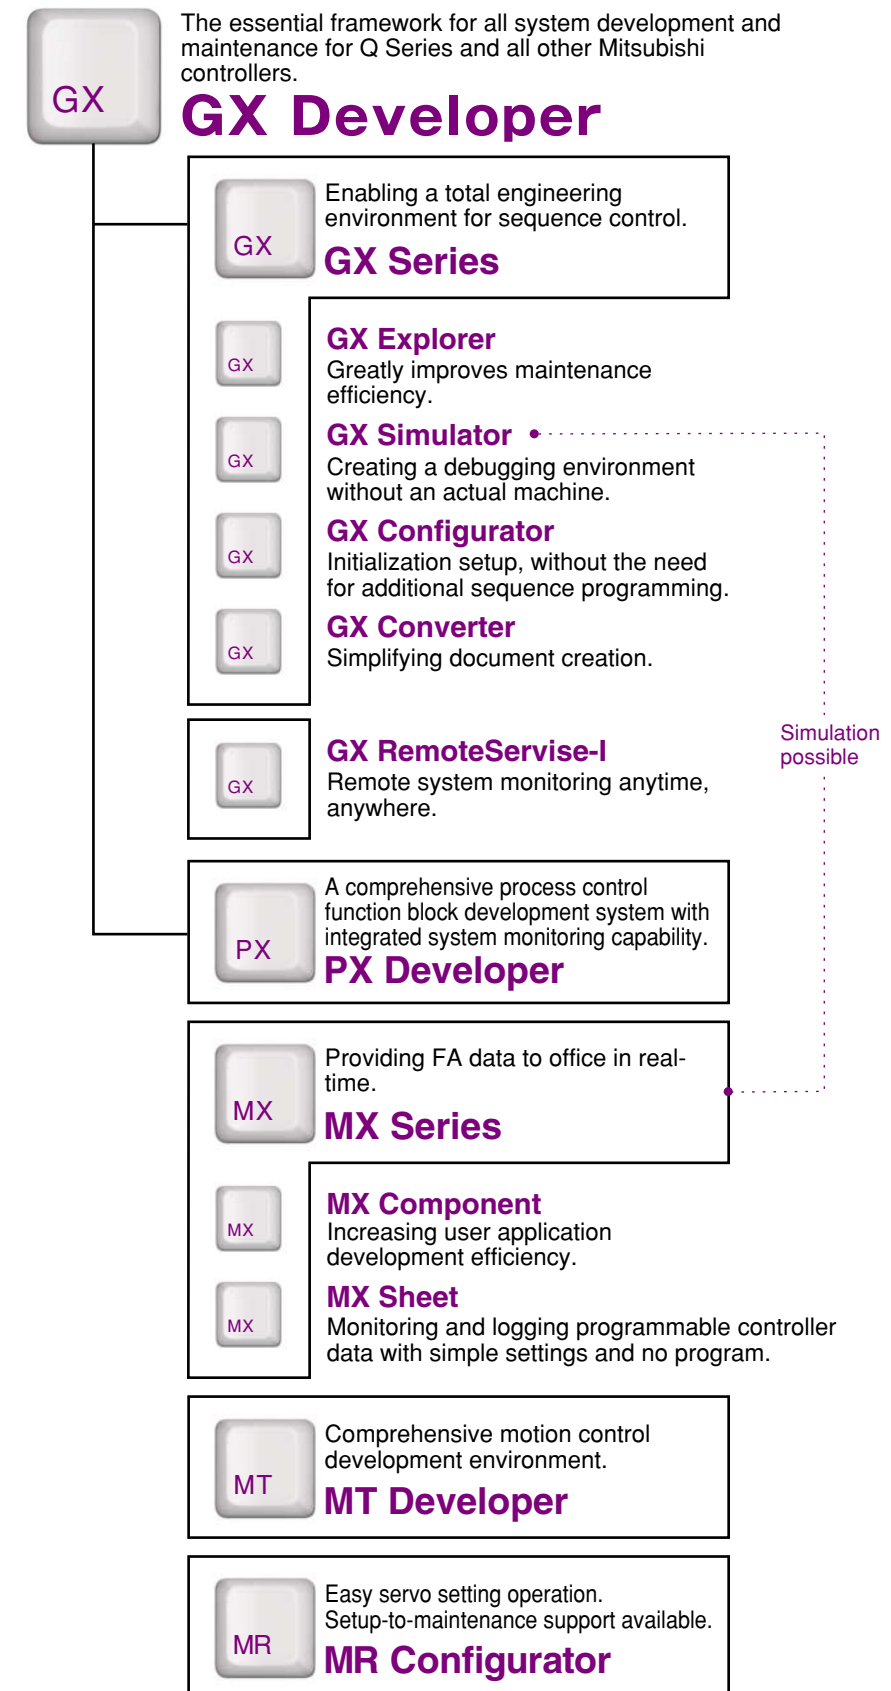 The essential framework for all system development and
maintenance for Q Series and all other Mitsubishi
controllers.
GX
GX Developer
Enabling a total engineering
environment for sequence control.
GX
GX Series
GX Explorer
GX
Greatly improves maintenance
efficiency.
GX Simulator
GX
Creating a debugging environment
without an actual machine.
GX Configurator
GX
Initialization setup, without the need
for additional sequence programming.
GX Converter
GX
Simplifying document creation.
Simulation
possible
GX RemoteServise-I
GX
Remote system monitoring anytime,
anywhere.
A comprehensive process control
function block development system with
integrated system monitoring capability.
PX
PX Developer
Providing FA data to office in real-
time.
MX
MX Series
MX Component
MX
Increasing user application
development efficiency.
MX Sheet
MX
Monitoring and logging programmable controller
data with simple settings and no program.
Comprehensive motion control
development environment.
MT
MT Developer
Easy servo setting operation.
Setup-to-maintenance support available.
MR
MR Configurator